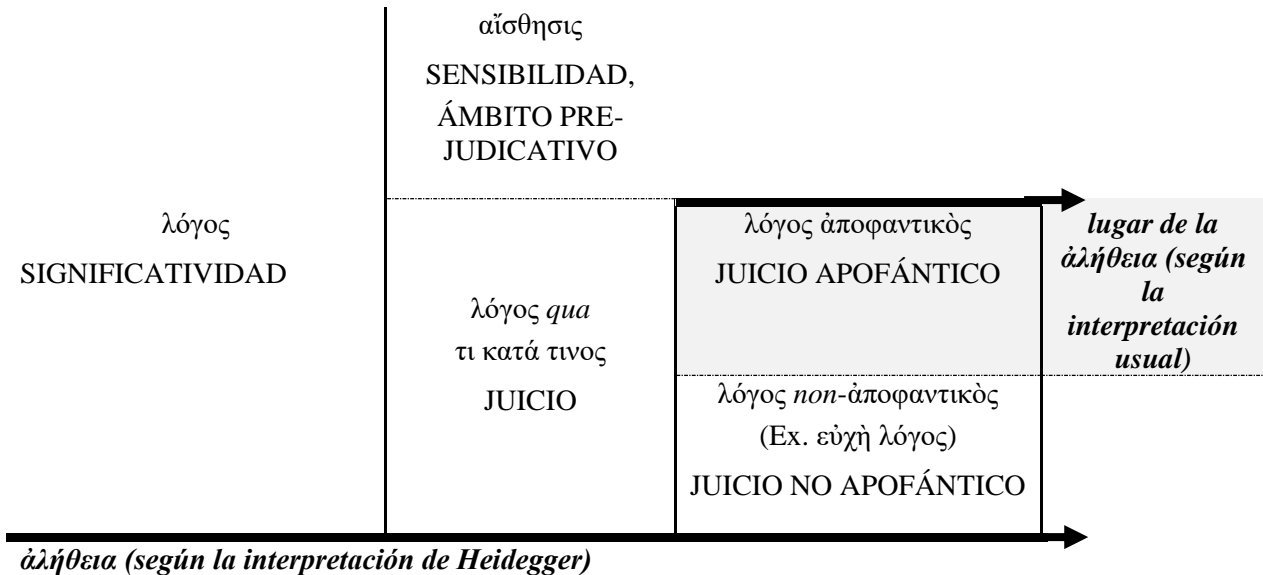 αἴσθησις
SENSIBILIDAD,
ÁMBITO PRE-
JUDICATIVO
λόγος
SIGNIFICATIVIDAD
λόγος qua
τι κατά τινος
JUICIO
λόγος ἀποφαντικὸς
JUICIO APOFÁNTICO
λόγος non-ἀποφαντικὸς
(Ex. εὐχὴ λόγος)
JUICIO NO APOFÁNTICO
lugar de la
ἀλήθεια (según
la
interpretación
usual)
ἀλήθεια (según la interpretación de Heidegger)